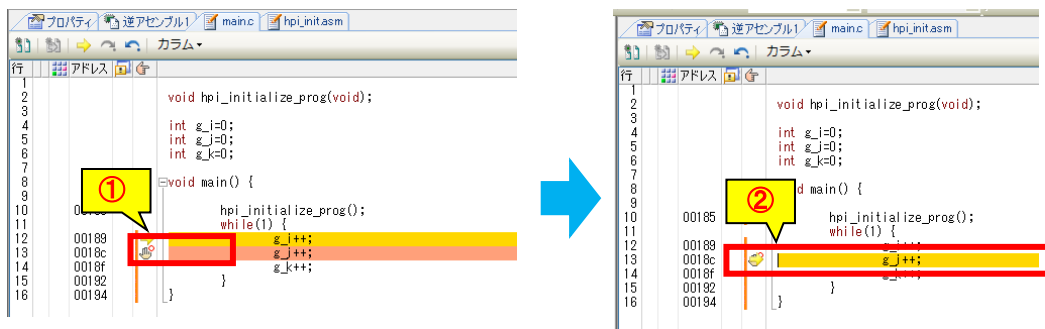 プロパティ 逆アセンブル1 main.c hpi_init.asm
カラム
行 アドレス
1
2 void hpi_initialize_prog(void);
3
4 int g_i=0;
5 int g_j=0;
6 int g_k=0;
7
8 void main() {
9
10 hpi_initialize_prog();
11 while(1) {
12 00189 g_i++;
13 0018c g_j++;
14 0018f g_k++;
15 00192 }
16 00194 }
①
プロパティ 逆アセンブル1 main.c hpi_init.asm
カラム
行 アドレス
1
2 void hpi_initialize_prog(void);
3
4 int g_i=0;
5 int g_j=0;
6 int g_k=0;
7
8 d main() {
9
10 00185 hpi_initialize_prog();
11 while(1) {
12 00189 g_i++;
13 0018c g_j++;
14 0018f g_k++;
15 00192 }
16 00194 }
②